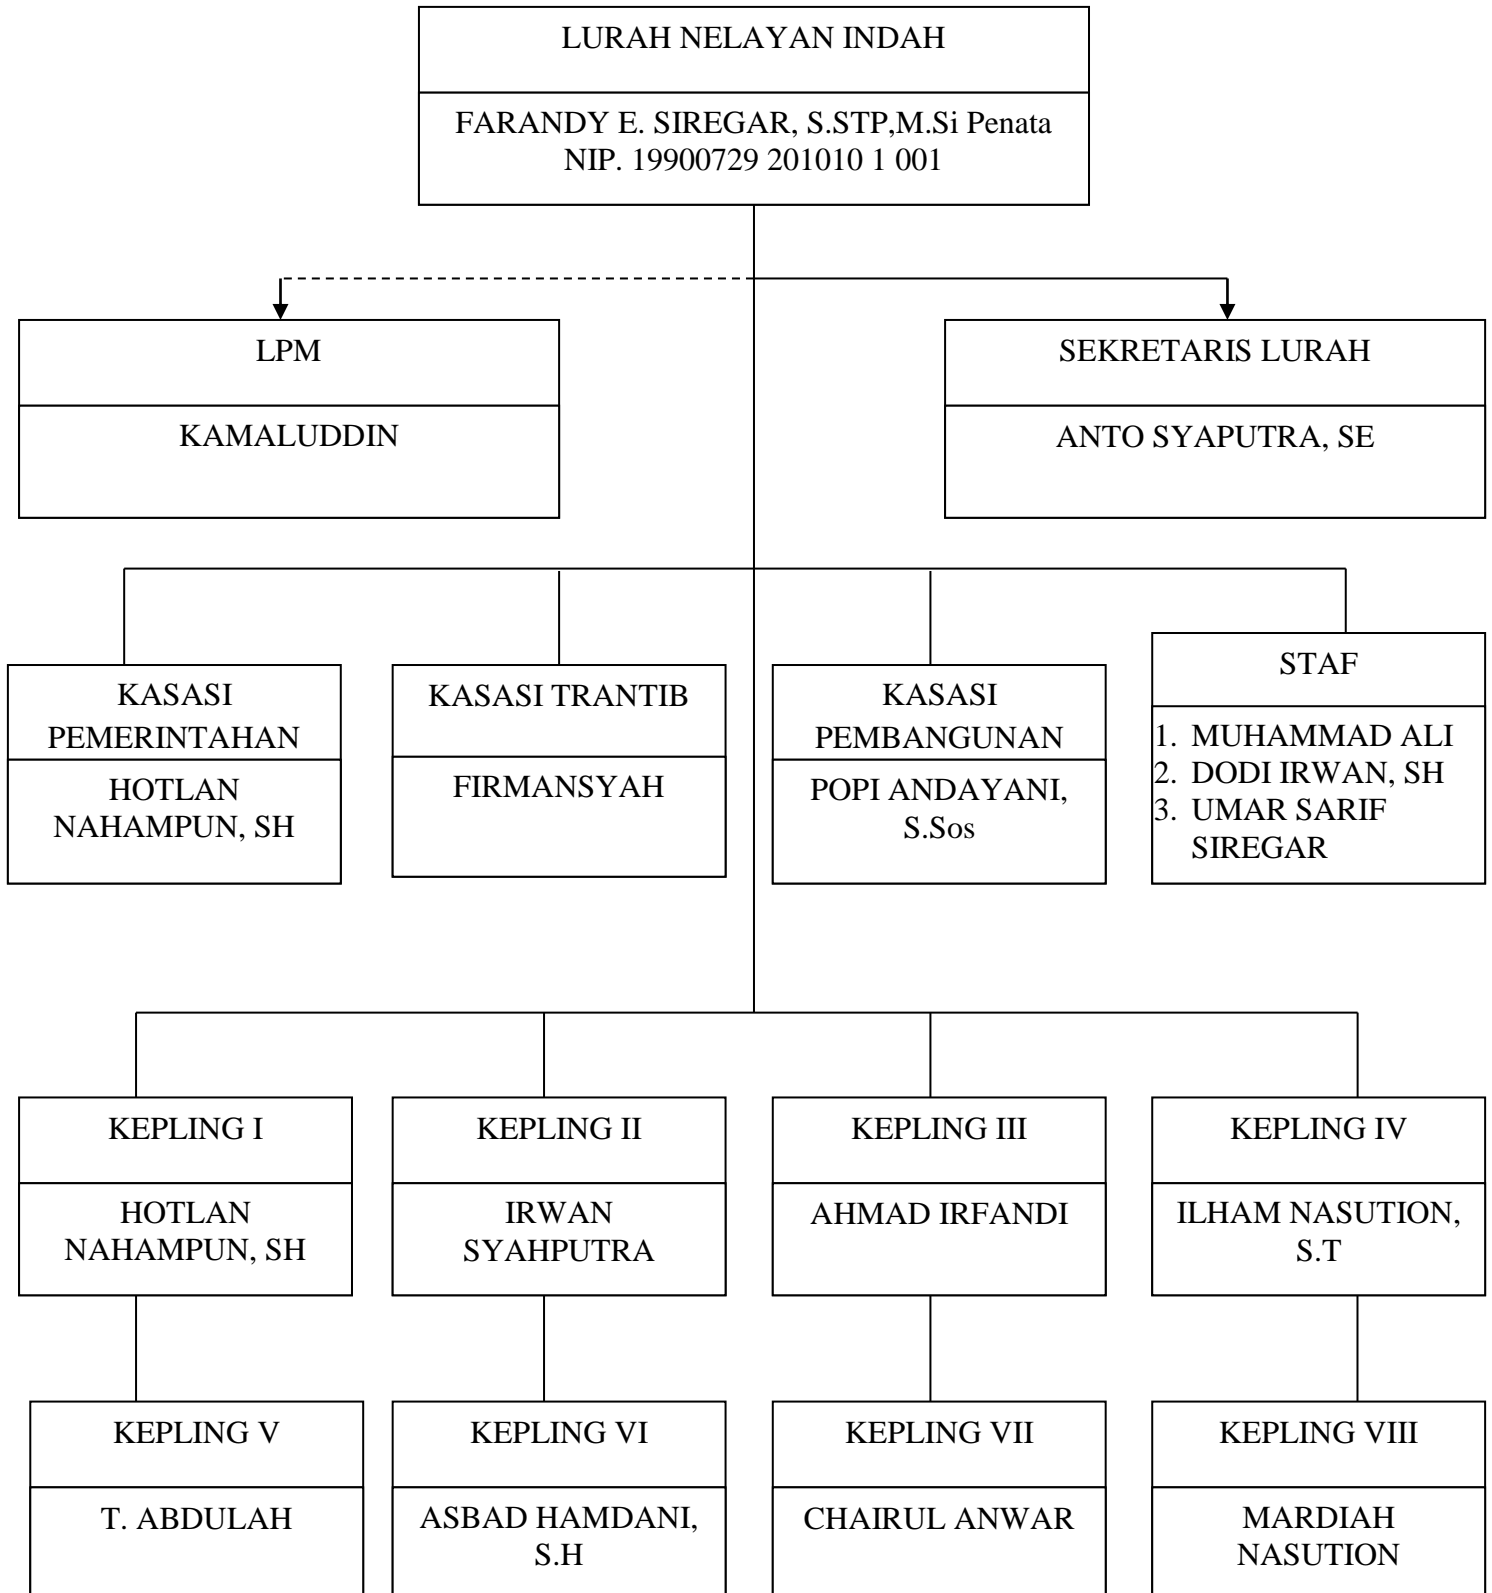 LURAH NELAYAN INDAH
FARANDY E. SIREGAR, S.STP,M.Si Penata
NIP. 19900729 201010 1 001
LPM
KAMALUDDIN
SEKRETARIS LURAH
ANTO SYAPUTRA, SE
KASASI
PEMERINTAHAN
HOTLAN
NAHAMPUN, SH
KASASI TRANTIB
FIRMANSYAH
KASASI
PEMBANGUNAN
POPI ANDAYANI,
S.Sos
STAF
1. MUHAMMAD ALI
2. DODI IRWAN, SH
3. UMAR SARIF
SIREGAR
KEPLING I
HOTLAN
NAHAMPUN, SH
KEPLING II
IRWAN
SYAHPUTRA
KEPLING III
AHMAD IRFANDI
KEPLING IV
ILHAM NASUTION,
S.T
KEPLING V
T. ABDULAH
KEPLING VI
ASBAD HAMDANI,
S.H
KEPLING VII
CHAIRUL ANWAR
KEPLING VIII
MARDIAH
NASUTION